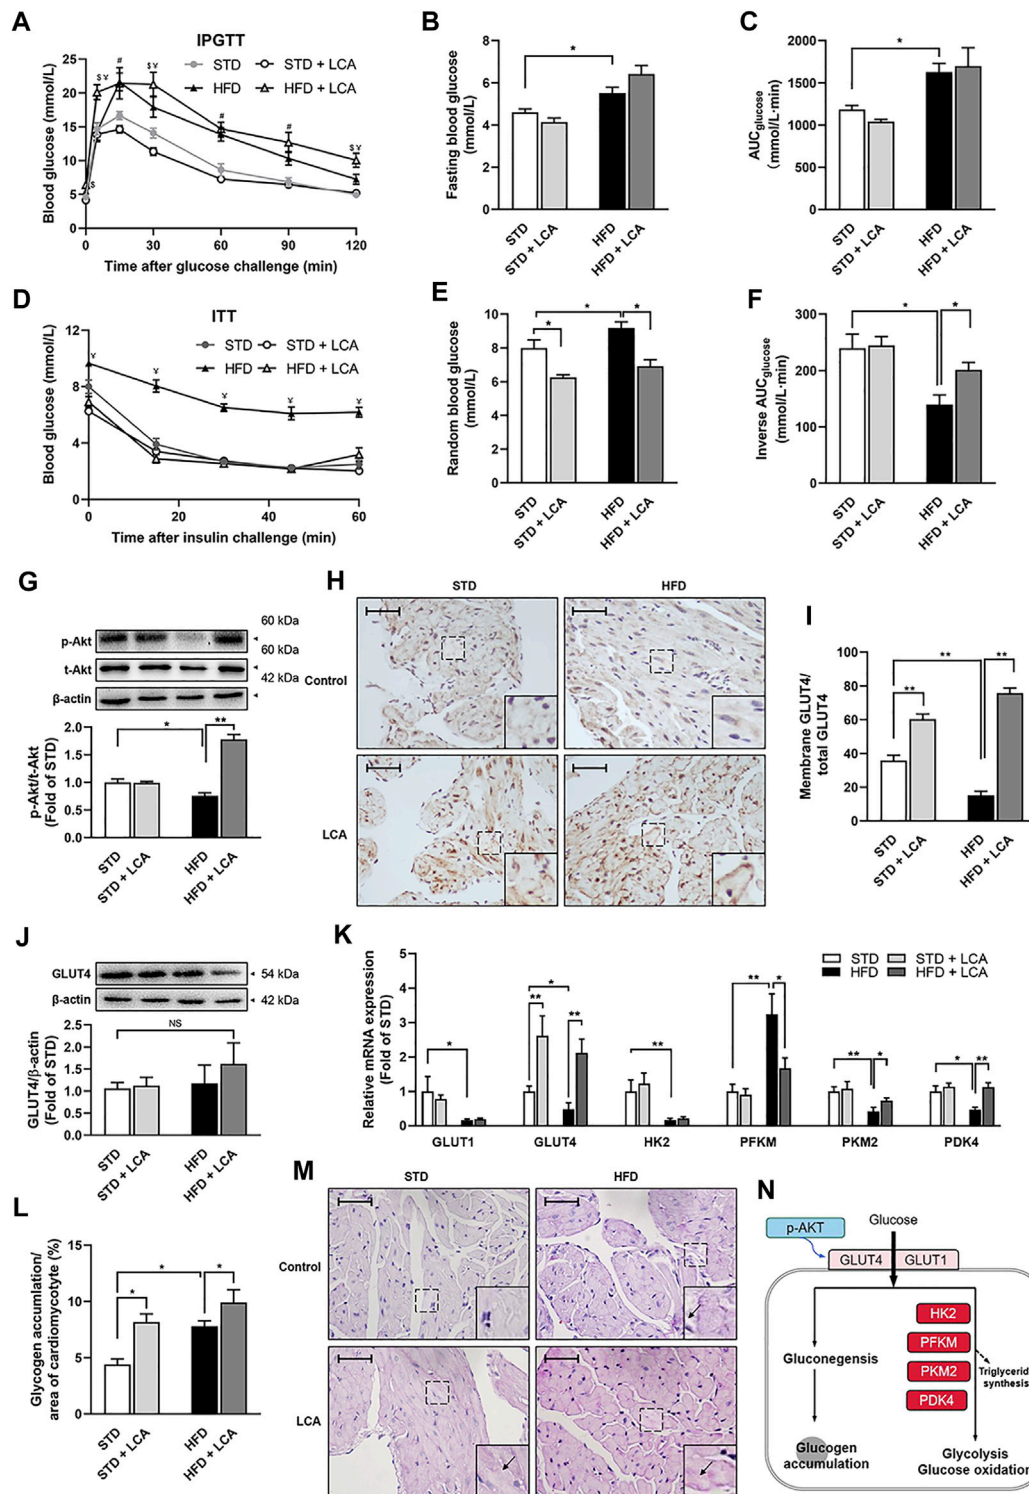 A
IPGTT
STD
STD + LCA
HFD
HFD + LCA
Blood glucose (mmol/L)
25
20
15
10
5
0
$
$ ¥
#
$ ¥
#
#
$ ¥
0
30
60
90
120
Time after glucose challenge (min)
B
Fasting blood glucose
(mmol/L)
8
6
4
2
0
*
STD
STD + LCA
HFD
HFD + LCA
C
AUCglucose
(mmol/L·min)
2000
1500
1000
500
0
*
STD
STD + LCA
HFD
HFD + LCA
D
ITT
STD
STD + LCA
HFD
HFD + LCA
Blood glucose (mmol/L)
12
8
4
0
¥
¥
¥
¥
¥
0
20
40
60
Time after insulin challenge (min)
E
Random blood glucose
(mmol/L)
10
8
6
4
2
0
*
*
*
STD
STD + LCA
HFD
HFD + LCA
F
Inverse AUCglucose
(mmol/L·min)
300
200
100
0
*
*
STD
STD + LCA
HFD
HFD + LCA
G
60 kDa
p-Akt
60 kDa
t-Akt
42 kDa
β-actin
p-Akt/t-Akt
(Fold of STD)
2.0
1.5
1.0
0.5
0.0
*
**
STD
STD + LCA
HFD
HFD + LCA
H
STD
HFD
Control
LCA
I
Membrane GLUT4/
total GLUT4
100
80
60
40
20
0
**
**
**
STD
STD + LCA
HFD
HFD + LCA
J
GLUT4
54 kDa
β-actin
42 kDa
GLUT4/β-actin
(Fold of STD)
2.5
2.0
1.5
1.0
0.5
0.0
NS
STD
STD + LCA
HFD
HFD + LCA
K
STD
STD + LCA
HFD
HFD + LCA
Relative mRNA expression
(Fold of STD)
5
4
3
2
1
0
*
**
*
**
**
**
*
**
*
*
**
GLUT1
GLUT4
HK2
PFKM
PKM2
PDK4
L
Glycogen accumlation/
area of cardiomycotyte (%)
15
10
5
0
*
*
*
STD
STD + LCA
HFD
HFD + LCA
M
STD
HFD
Control
LCA
N
p-AKT
Glucose
GLUT4
GLUT1
HK2
PFKM
PKM2
PDK4
Gluconegensis
Triglycerid
synthesis
Glucogen
accumulation
Glycolysis
Glucose oxidation